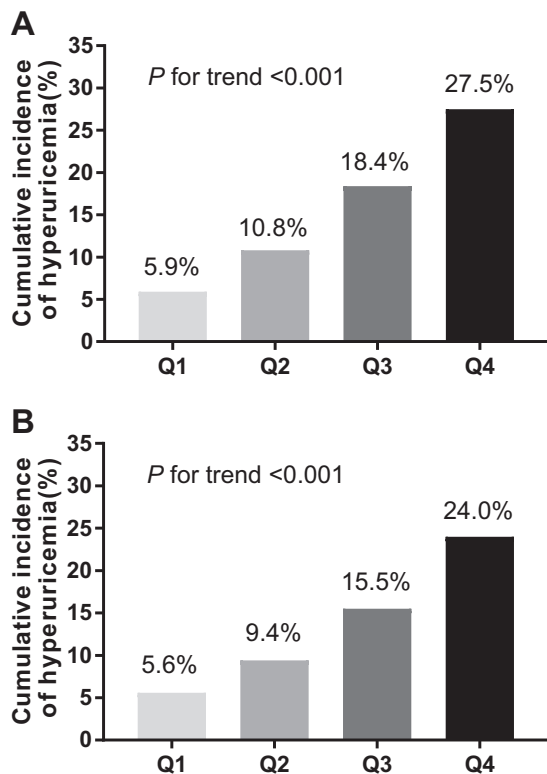 A
Cumulative incidence
of hyperuricemia(%)
35
30
25
20
15
10
5
0
P for trend <0.001
5.9%
10.8%
18.4%
27.5%
Q1 Q2 Q3 Q4
B
Cumulative incidence
of hyperuricemia(%)
35
30
25
20
15
10
5
0
P for trend <0.001
5.6%
9.4%
15.5%
24.0%
Q1 Q2 Q3 Q4